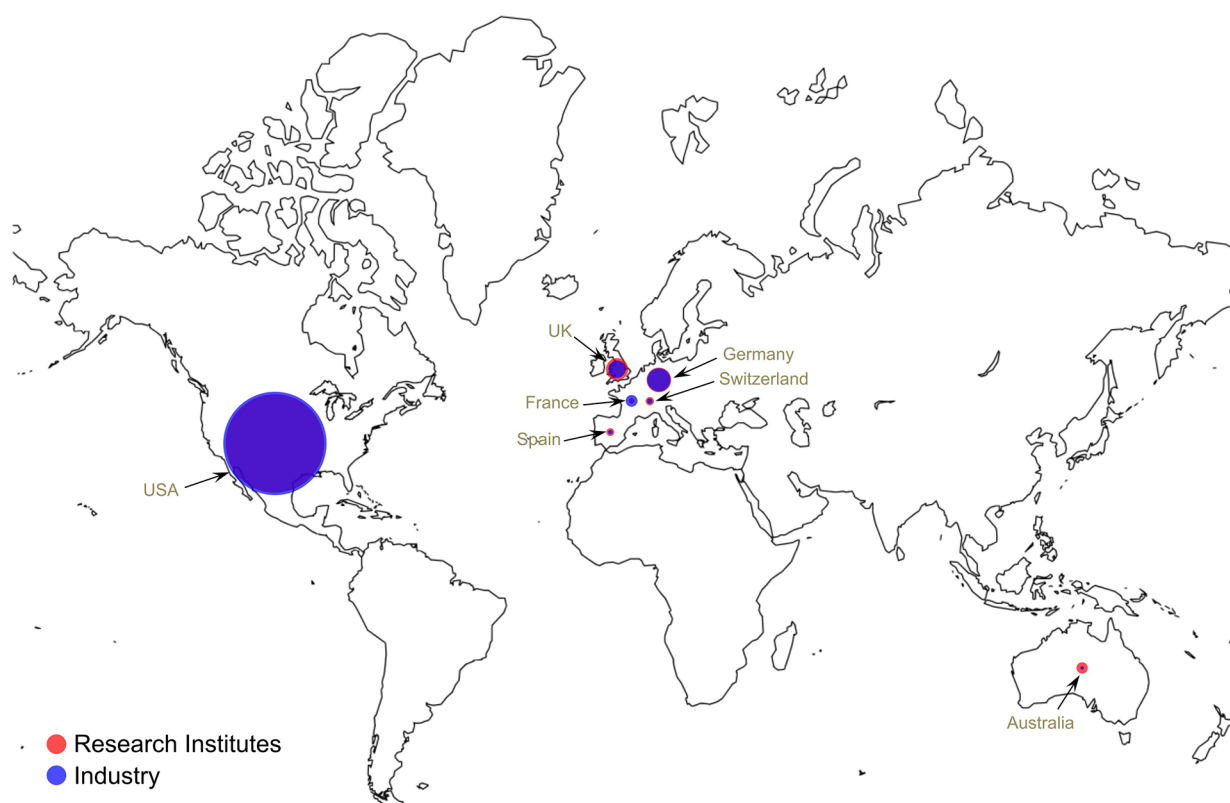 UK
Germany
Switzerland
France
Spain
USA
Australia
Research Institutes
Industry